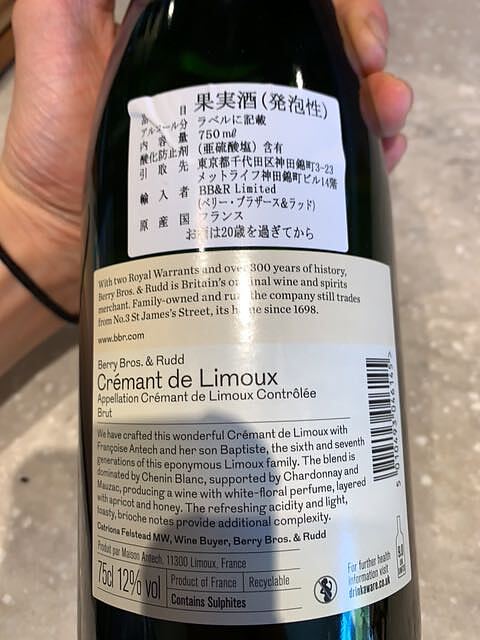 品 目 果実酒(発泡性)
アルコール分 ラベルに記載
内 容 量 750㎖
酸化防止剤 (亜硫酸塩)含有
引 取 先 東京都千代田区神田錦町3-23
メットライフ神田錦町ビル14階
輸 入 者 BB&R Limited
(ベリー・ブラザーズ&ラッド)
原 産 国 フランス
お酒は20歳を過ぎてから
With two Royal Warrants and over 300 years of history,
Berry Bros. & Rudd is Britain's original wine and spirits
merchant. Family-owned and run, the company still trades
from No.3 St James's Street, its home since 1698.
www.bbr.com
Berry Bros. & Rudd
Crémant de Limoux
Appellation Crémant de Limoux Contrôlée
Brut
We have crafted this wonderful Crémant de Limoux with
Françoise Antech and her son Baptiste, the sixth and seventh
generations of this eponymous Limoux family. The blend is
dominated by Chenin Blanc, supported by Chardonnay and
Mauzac, producing a wine with white-floral perfume, layered
with apricot and honey. The refreshing acidity and light,
toasty, brioche notes provide additional complexity.
Catriona Felstead MW, Wine Buyer, Berry Bros. & Rudd
Produit par Maison Antech, 11300 Limoux, France
75cl 12% vol
Product of France
Recyclable
Contains Sulphites
For further health
information visit
drinkaware.co.uk
9.0
5 010493 046145 >